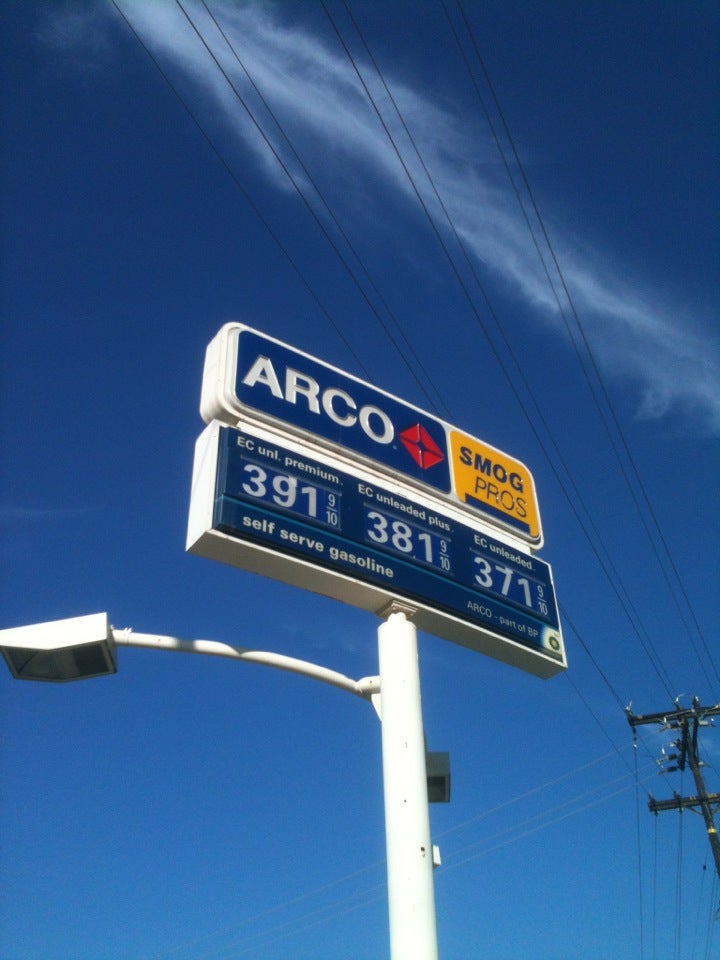 ARCO
SMOG
PROS
EC unl. premium.
391 9/10
EC unleaded plus.
381 9/10
EC unleaded.
371 9/10
self serve gasoline
ARCO - part of BP